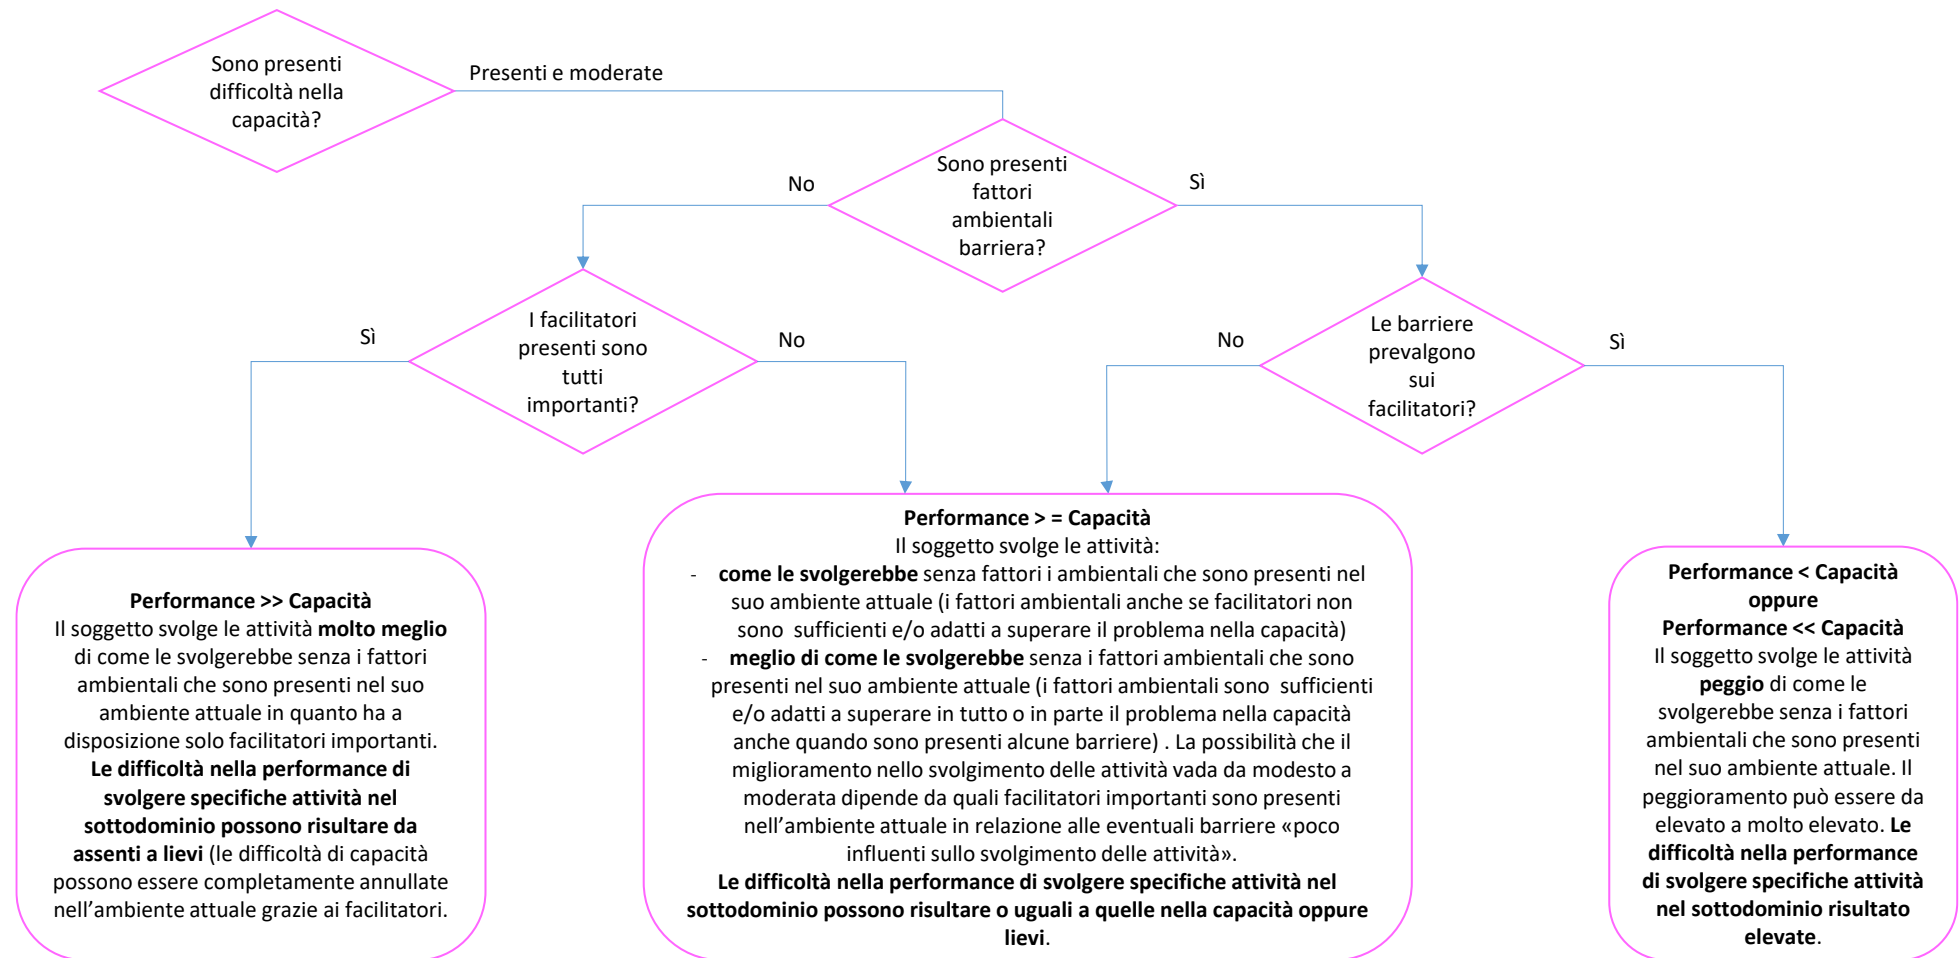 Sono presenti
difficoltà nella
capacità?
Presenti e moderate
Sono presenti
fattori
ambientali
barriera?
No
Sì
I facilitatori
presenti sono
tutti
importanti?
Sì
No
Le barriere
prevalgono
sui
facilitatori?
No
Sì
Performance >> Capacità
Il soggetto svolge le attività molto meglio
di come le svolgerebbe senza i fattori
ambientali che sono presenti nel suo
ambiente attuale in quanto ha a
disposizione solo facilitatori importanti.
Le difficoltà nella performance di
svolgere specifiche attività nel
sottodominio possono risultare da
assenti a lievi (le difficoltà di capacità
possono essere completamente annullate
nell’ambiente attuale grazie ai facilitatori.
Performance > = Capacità
Il soggetto svolge le attività:
- come le svolgerebbe senza fattori i ambientali che sono presenti nel
suo ambiente attuale (i fattori ambientali anche se facilitatori non
sono sufficienti e/o adatti a superare il problema nella capacità)
- meglio di come le svolgerebbe senza i fattori ambientali che sono
presenti nel suo ambiente attuale (i fattori ambientali sono sufficienti
e/o adatti a superare in tutto o in parte il problema nella capacità
anche quando sono presenti alcune barriere) . La possibilità che il
miglioramento nello svolgimento delle attività vada da modesto a
moderata dipende da quali facilitatori importanti sono presenti
nell’ambiente attuale in relazione alle eventuali barriere «poco
influenti sullo svolgimento delle attività».
Le difficoltà nella performance di svolgere specifiche attività nel
sottodominio possono risultare o uguali a quelle nella capacità oppure
lievi.
Performance < Capacità
oppure
Performance << Capacità
Il soggetto svolge le attività
peggio di come le
svolgerebbe senza i fattori
ambientali che sono presenti
nel suo ambiente attuale. Il
peggioramento può essere da
elevato a molto elevato. Le
difficoltà nella performance
di svolgere specifiche attività
nel sottodominio risultato
elevate.